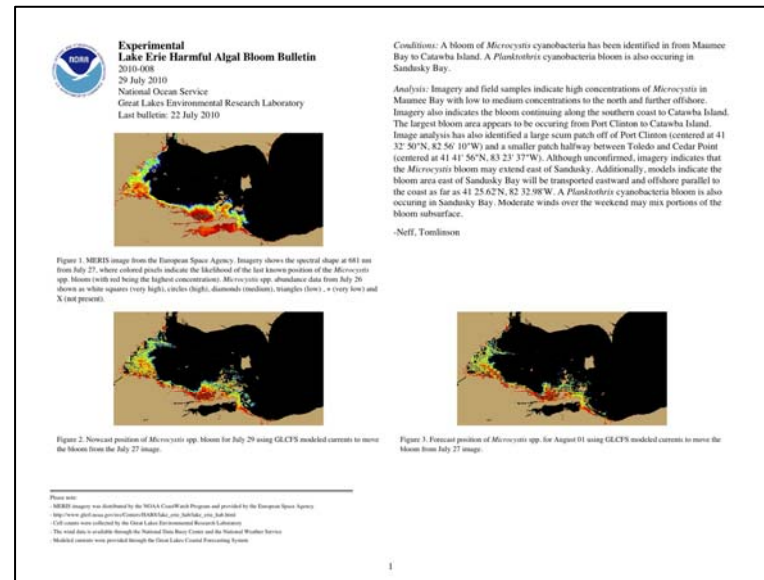 NOAA
Experimental
Lake Erie Harmful Algal Bloom Bulletin
2010-008
29 July 2010
National Ocean Service
Great Lakes Environmental Research Laboratory
Last bulletin: 22 July 2010
Figure 1. MERIS image from the European Space Agency. Imagery shows the spectral shape at 681 nm
from July 27, where colored pixels indicate the likelihood of the last known position of the Microcystis
spp. bloom (with red being the highest concentration). Microcystis spp. abundance data from July 26
shown as white squares (very high), circles (high), diamonds (medium), triangles (low) , + (very low) and
X (not present).
Figure 2. Nowcast position of Microcystis spp. bloom for July 29 using GLCFS modeled currents to move
the bloom from the July 27 image.
Conditions: A bloom of Microcystis cyanobacteria has been identified in from Maumee
Bay to Catawba Island. A Planktothrix cyanobacteria bloom is also occuring in
Sandusky Bay.
Analysis: Imagery and field samples indicate high concentrations of Microcystis in
Maumee Bay with low to medium concentrations to the north and further offshore.
Imagery also indicates the bloom continuing along the southern coast to Catawba Island.
The largest bloom area appears to be occuring from Port Clinton to Catawba Island.
Image analysis has also identified a large scum patch off of Port Clinton (centered at 41
32' 50"N, 82 56' 10"W) and a smaller patch halfway between Toledo and Cedar Point
(centered at 41 41' 56"N, 83 23' 37"W). Although unconfirmed, imagery indicates that
the Microcystis bloom may extend east of Sandusky. Additionally, models indicate the
bloom area east of Sandusky Bay will be transported eastward and offshore parallel to
the coast as far as 41 25.62'N, 82 32.98'W. A Planktothrix cyanobacteria bloom is also
occuring in Sandusky Bay. Moderate winds over the weekend may mix portions of the
bloom subsurface.
-Neff, Tomlinson
Figure 3. Forecast position of Microcystis spp. for August 01 using GLCFS modeled currents to move the
bloom from July 27 image.
Please note:
- MERIS imagery was distributed by the NOAA CoastWatch Program and provided by the European Space Agency
- Cell counts were collected by the Great Lakes Environmental Research Laboratory
- The wind data is available through the National Data Buoy Center and the National Weather Service
- Modeled currents were provided through the Great Lakes Coastal Forecasting System
1